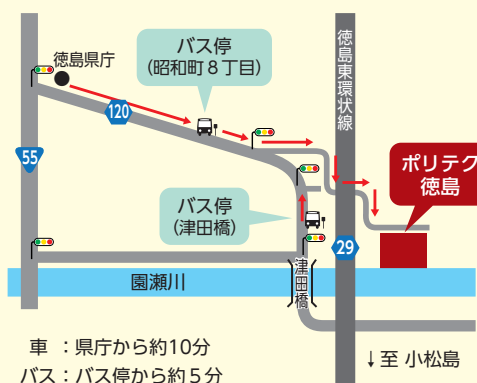 徳島県庁
バス停
(昭和町8丁目)
徳島東環状線
120
55
ポリテク
徳島
バス停
(津田橋)
29
津田橋
園瀬川
車 :県庁から約10分
バス:バス停から約5分
↓至 小松島